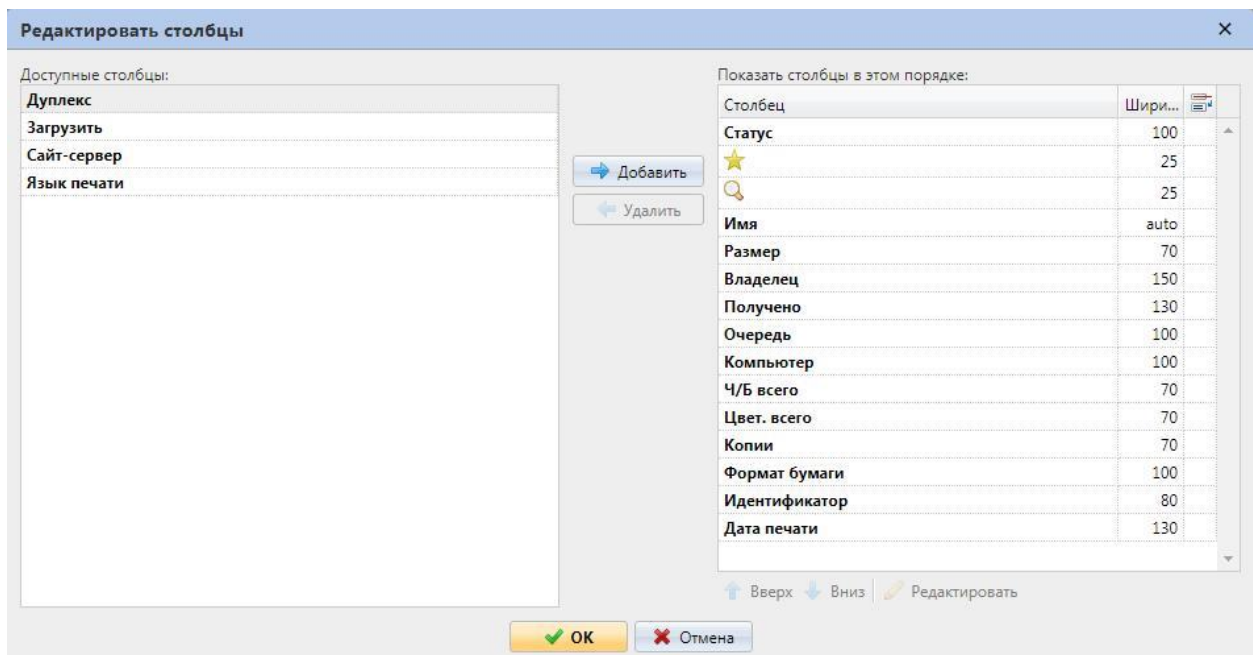 Редактировать столбцы
Доступные столбцы:
Дуплекс
Загрузить
Сайт-сервер
Язык печати
Добавить
Удалить
Показать столбцы в этом порядке:
Столбец Шири...
Статус 100
25
25
Имя auto
Размер 70
Владелец 150
Получено 130
Очередь 100
Компьютер 100
Ч/Б всего 70
Цвет. всего 70
Копии 70
Формат бумаги 100
Идентификатор 80
Дата печати 130
Вверх Вниз Редактировать
OK Отмена